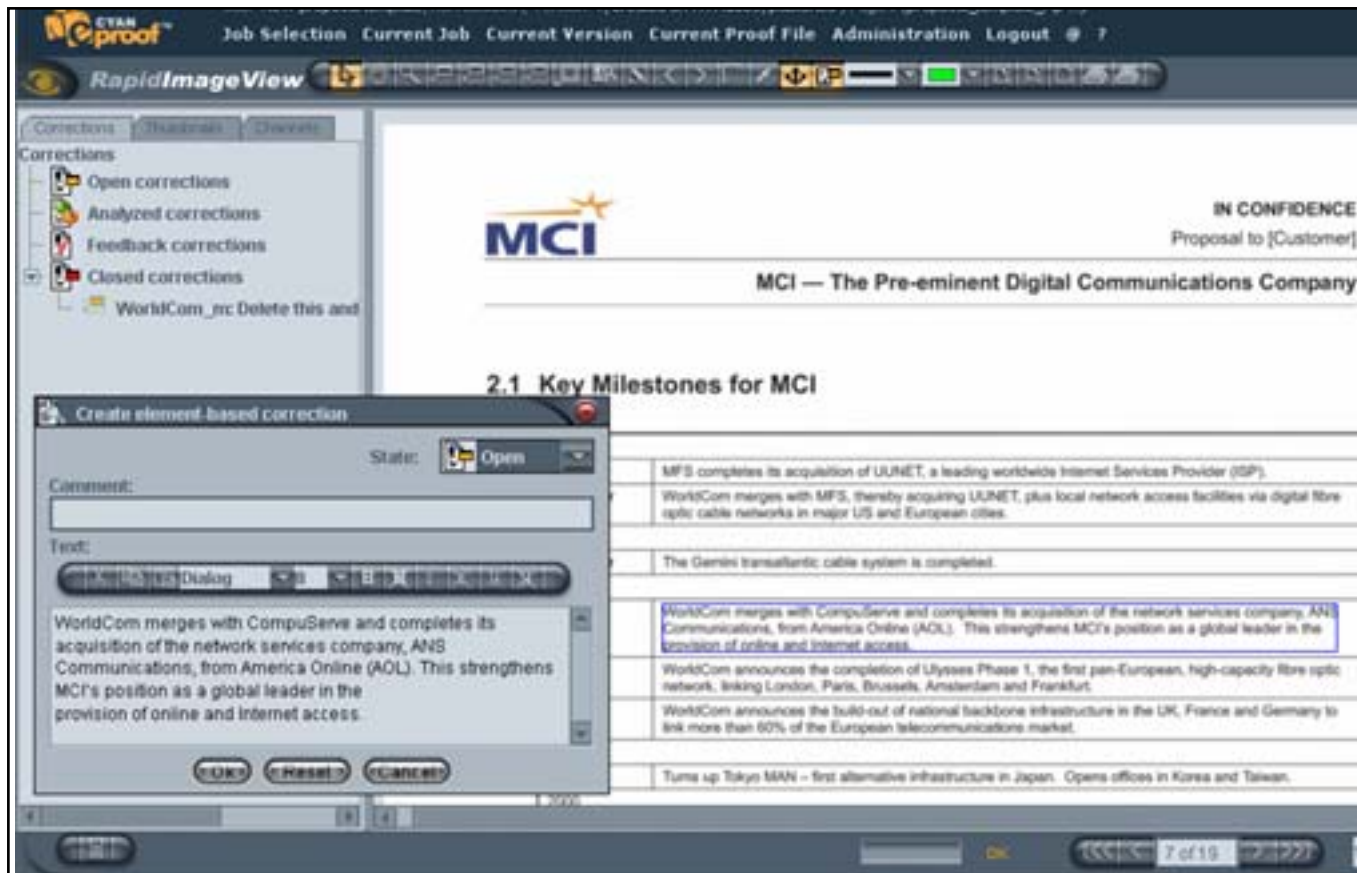 CYAN
proof
Job Selection Current Job Current Version Current Proof File Administration Logout @ ?
RapidImageView
Corrections Thumbnails Channels
Corrections
Open corrections
Analyzed corrections
Feedback corrections
Closed corrections
WorldCom_nc Delete this and
MCI
IN CONFIDENCE
Proposal to [Customer]
MCI — The Pre-eminent Digital Communications Company
2.1 Key Milestones for MCI
MFS completes its acquisition of UUNET, a leading worldwide Internet Services Provider (ISP).
WorldCom merges with MFS, thereby acquiring UUNET, plus local network access facilities via digital fibre
optic cable networks in major US and European cities.
The Gemini transatlantic cable system is completed.
WorldCom merges with CompuServe and completes its acquisition of the network services company, ANS
Communications, from America Online (AOL). This strengthens MCI's position as a global leader in the
provision of online and Internet access.
WorldCom announces the completion of Ulysses Phase 1, the first pan-European, high-capacity fibre optic
network, linking London, Paris, Brussels, Amsterdam and Frankfurt.
WorldCom announces the build-out of national backbone infrastructure in the UK, France and Germany to
link more than 60% of the European telecommunications market.
Turns up Tokyo MAN – first alternative infrastructure in Japan. Opens offices in Korea and Taiwan.
Create element-based correction
State: Open
Comment:
Text:
Dialog 8
WorldCom merges with CompuServe and completes its
acquisition of the network services company, ANS
Communications, from America Online (AOL). This strengthens
MCI's position as a global leader in the
provision of online and Internet access.
Ok Reset Cancel
OK
7 of 19